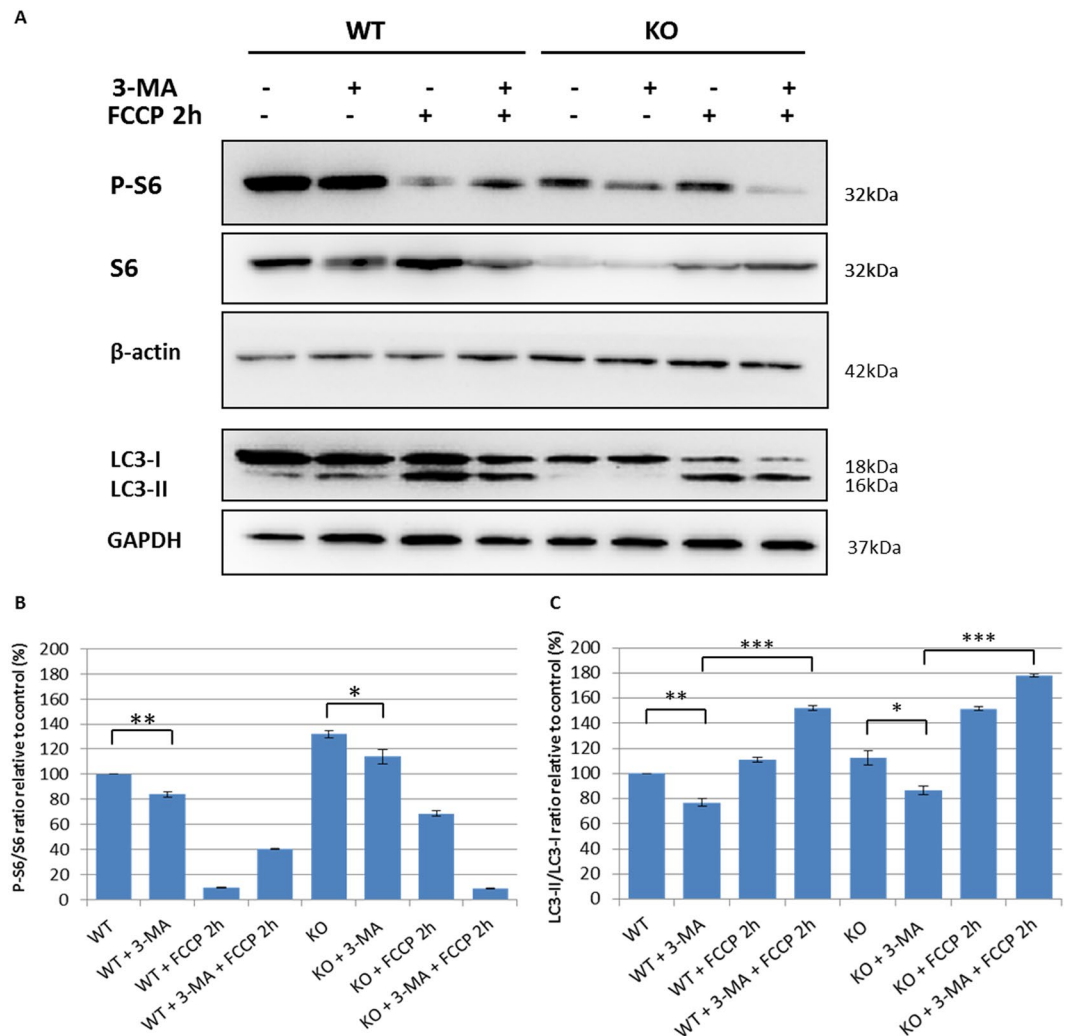 A
WT KO
3-MA - + - + - + - +
FCCP 2h - - + + - - + +
P-S6 32kDa
S6 32kDa
β-actin 42kDa
LC3-I 18kDa
LC3-II 16kDa
GAPDH 37kDa
B
P-S6/S6 ratio relative to control (%)
200
180
160
140
120
100
80
60
40
20
0
**
*
WT
WT + 3-MA
WT + FCCP 2h
WT + 3-MA + FCCP 2h
KO
KO + 3-MA
KO + FCCP 2h
KO + 3-MA + FCCP 2h
C
LC3-II/LC3-I ratio relative to control (%)
200
180
160
140
120
100
80
60
40
20
0
**
***
*
***
WT
WT + 3-MA
WT + FCCP 2h
WT + 3-MA + FCCP 2h
KO
KO + 3-MA
KO + FCCP 2h
KO + 3-MA + FCCP 2h